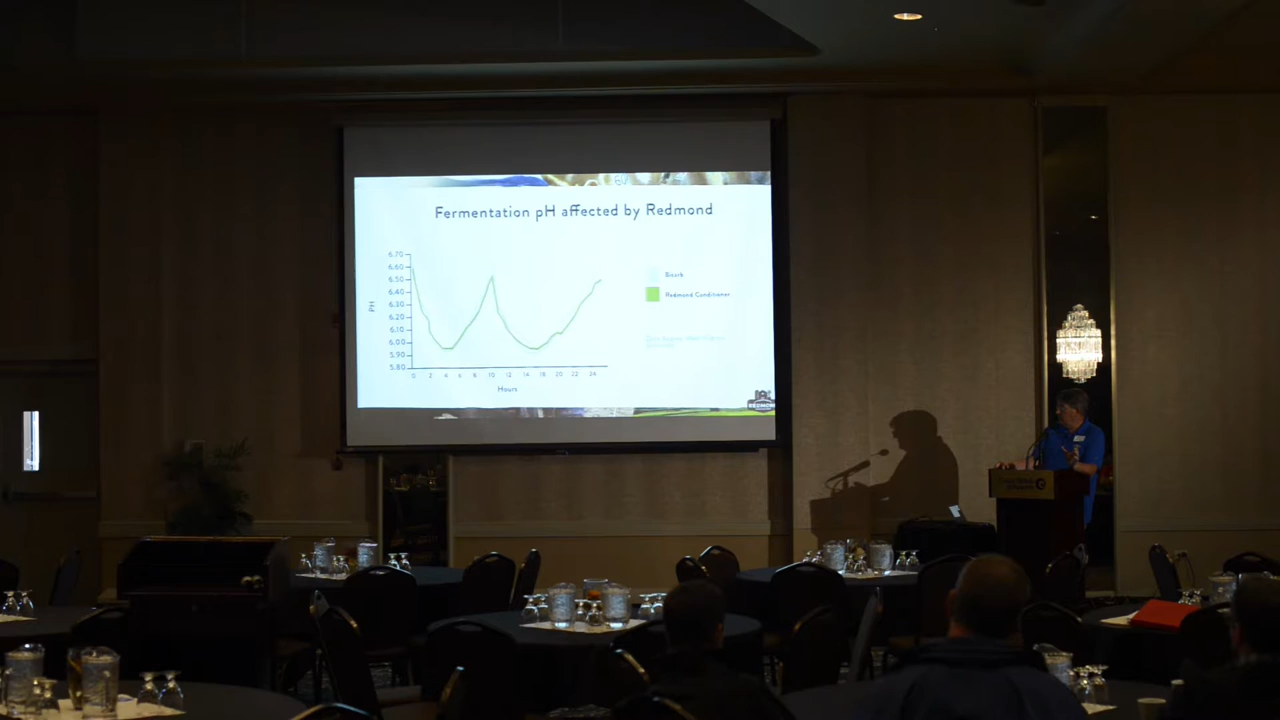 Fermentation pH affected by Redmond
6.70
6.60
6.50
6.40
6.30
6.20
6.10
6.00
5.90
5.80
PH
0 2 4 6 8 10 12 14 16 18 20 22 24
Hours
Bicarb
Redmond Conditioner
REDMOND